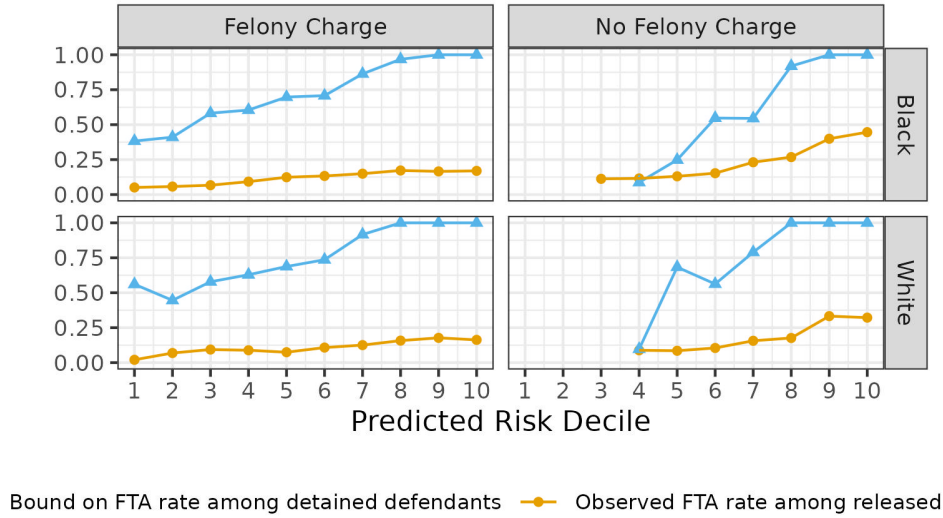 Felony Charge No Felony Charge
1.00
0.75
0.50
0.25
0.00
Black
1.00
0.75
0.50
0.25
0.00
White
1 2 3 4 5 6 7 8 9 10 1 2 3 4 5 6 7 8 9 10
Predicted Risk Decile
Bound on FTA rate among detained defendants Observed FTA rate among released